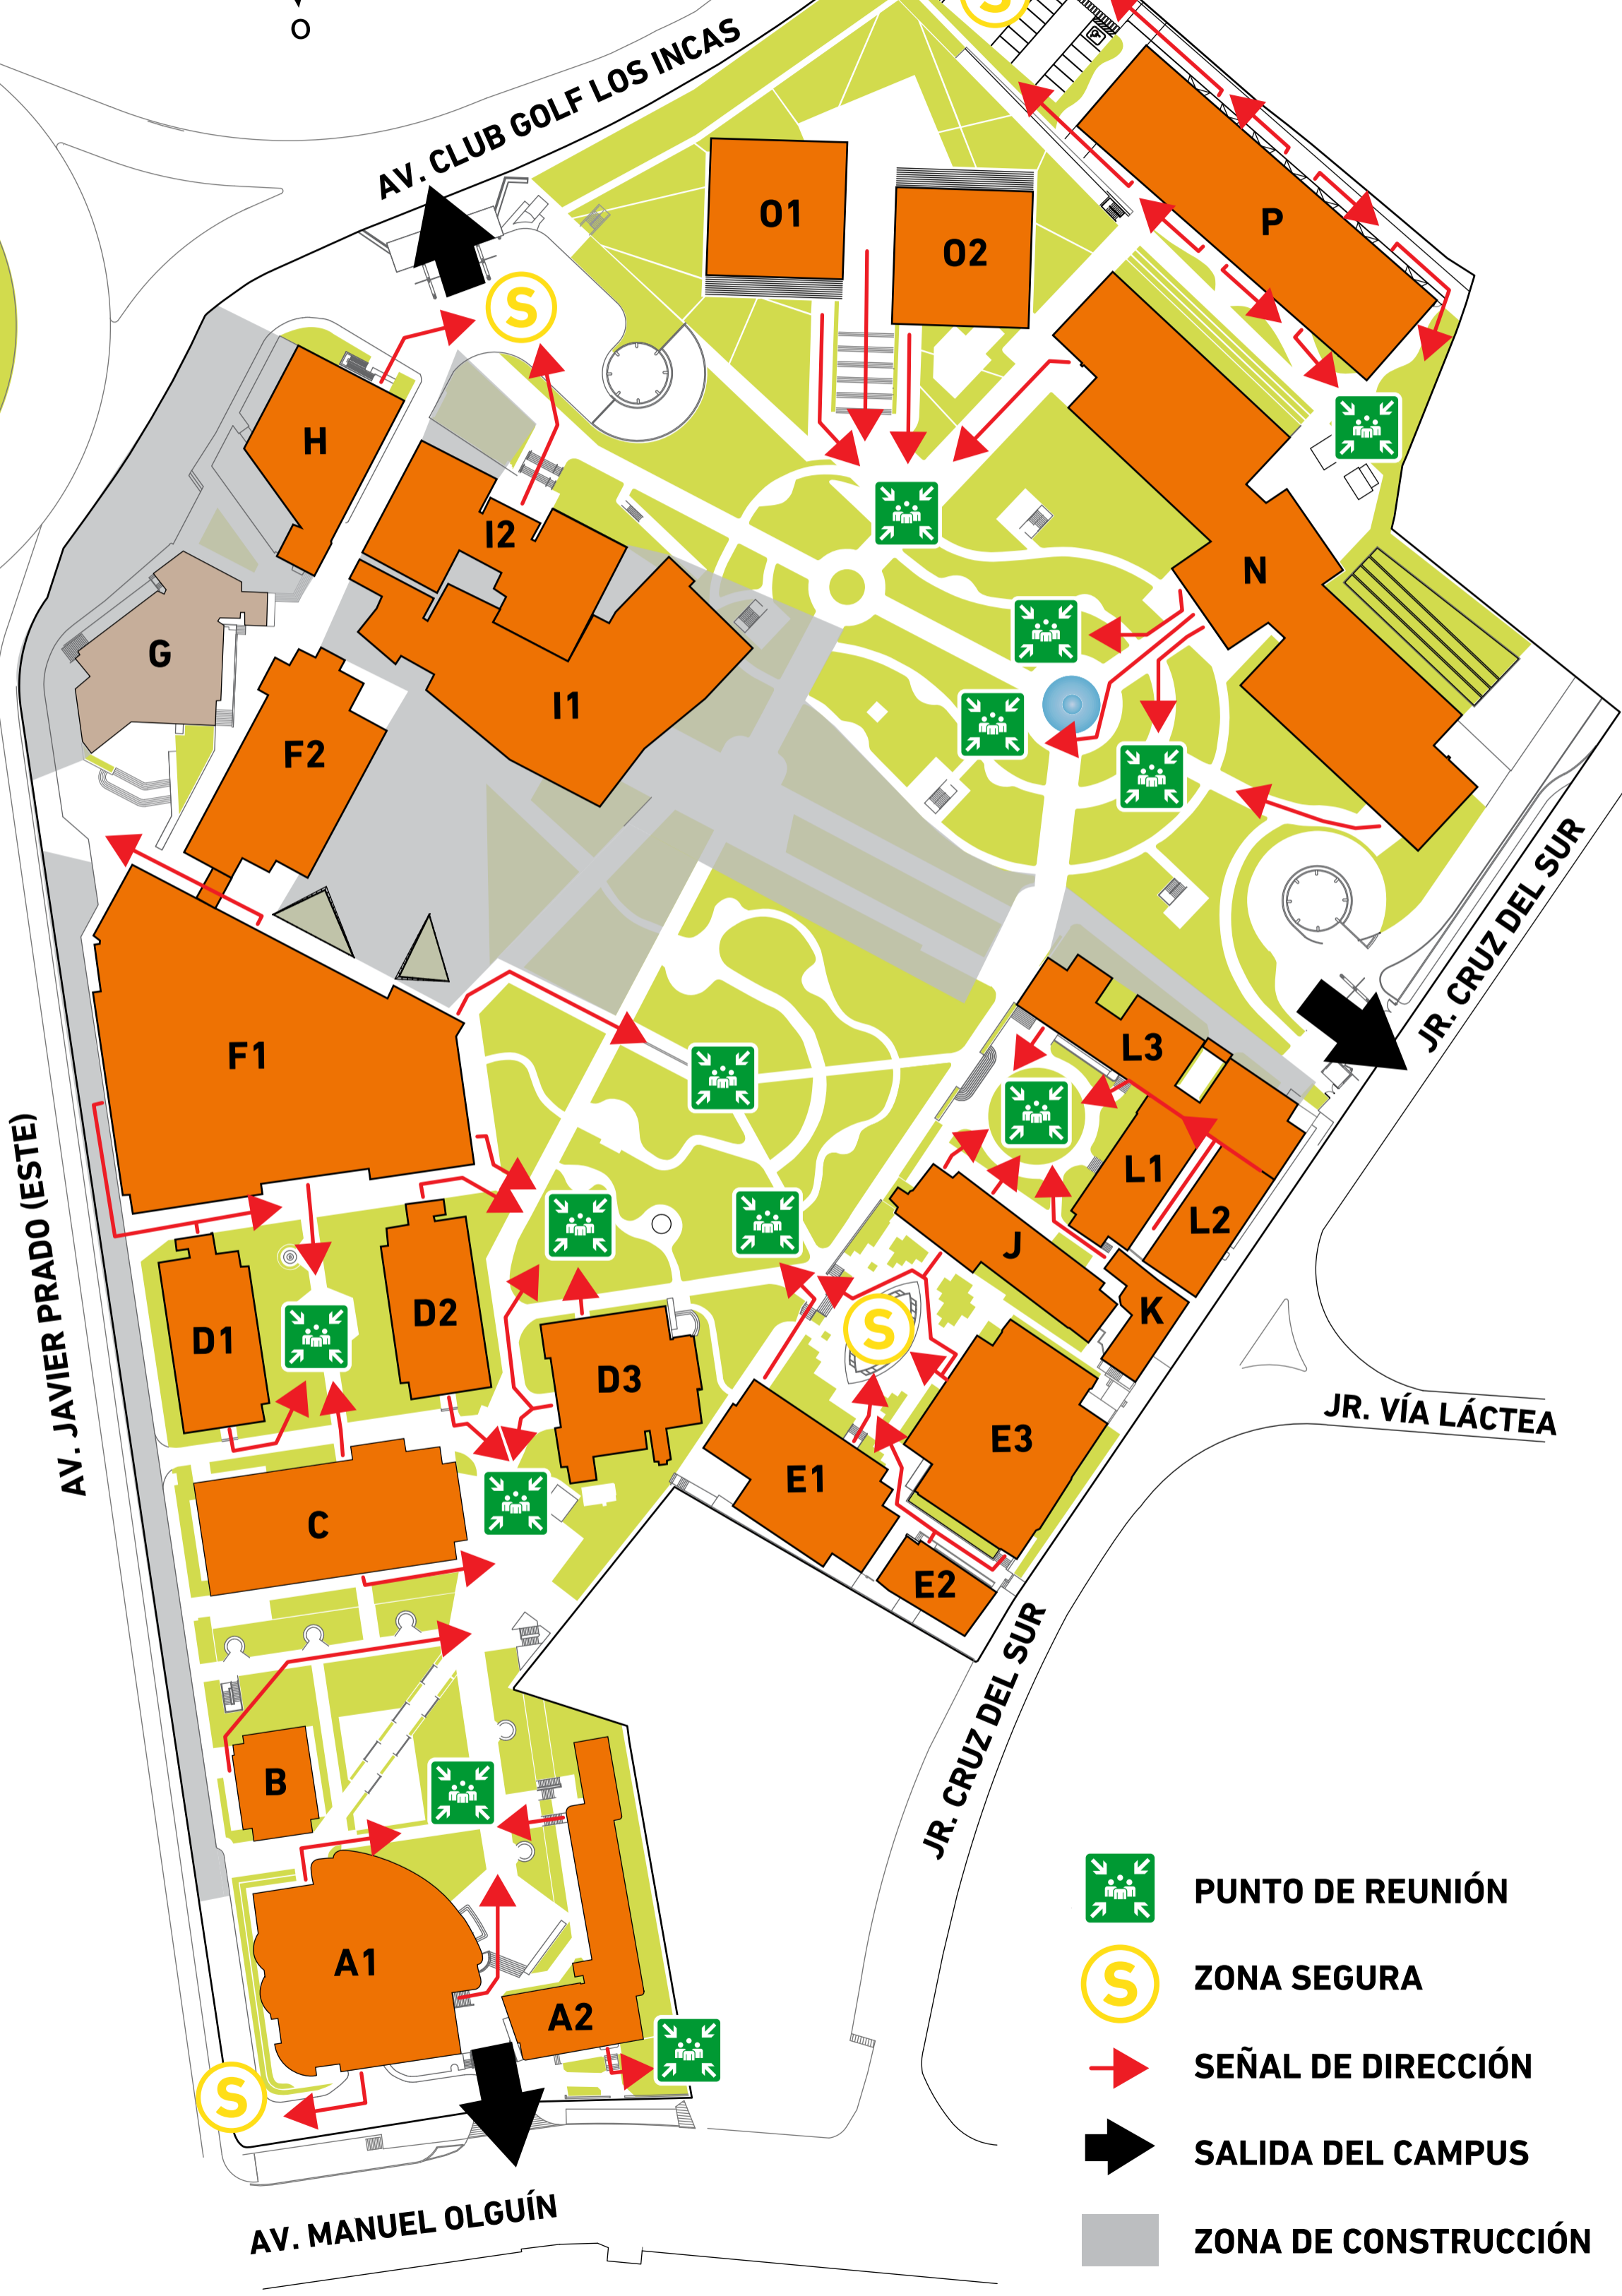 O
S
AV. CLUB GOLF LOS INCAS
O1
O2
P
S
H
I2
N
G
I1
F2
JR. CRUZ DEL SUR
F1
L3
L1
L2
J
K
S
AV. JAVIER PRADO (ESTE)
D1
D2
D3
JR. VÍA LÁCTEA
E3
E1
C
E2
JR. CRUZ DEL SUR
B
A1
A2
S
AV. MANUEL OLGUÍN
PUNTO DE REUNIÓN
S
ZONA SEGURA
SEÑAL DE DIRECCIÓN
SALIDA DEL CAMPUS
ZONA DE CONSTRUCCIÓN